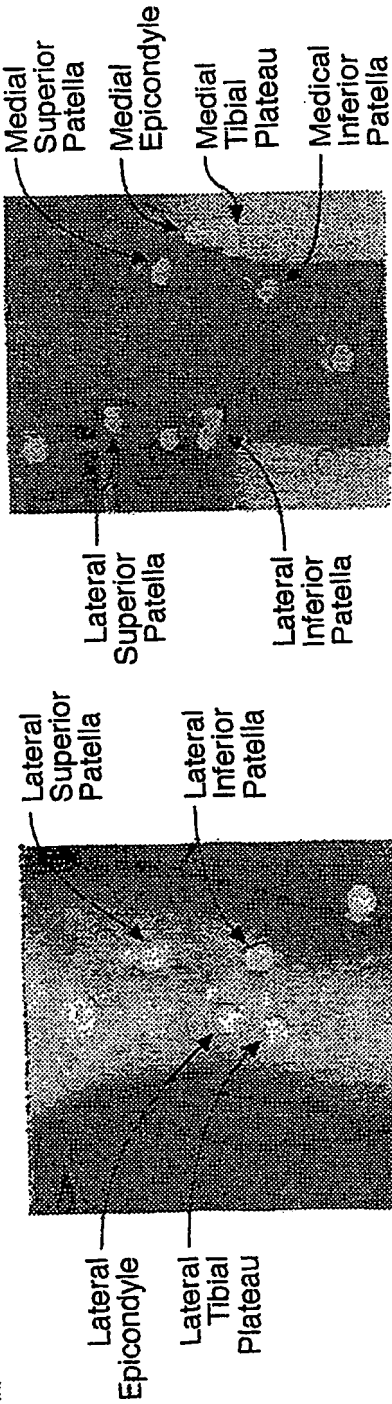 Lateral
Epicondyle
Lateral
Tibial
Plateau
Lateral
Superior
Patella
Lateral
Inferior
Patella
Lateral
Superior
Patella
Lateral
Inferior
Patella
Medial
Superior
Patella
Medial
Epicondyle
Medial
Tibial
Plateau
Medical
Inferior
Patella